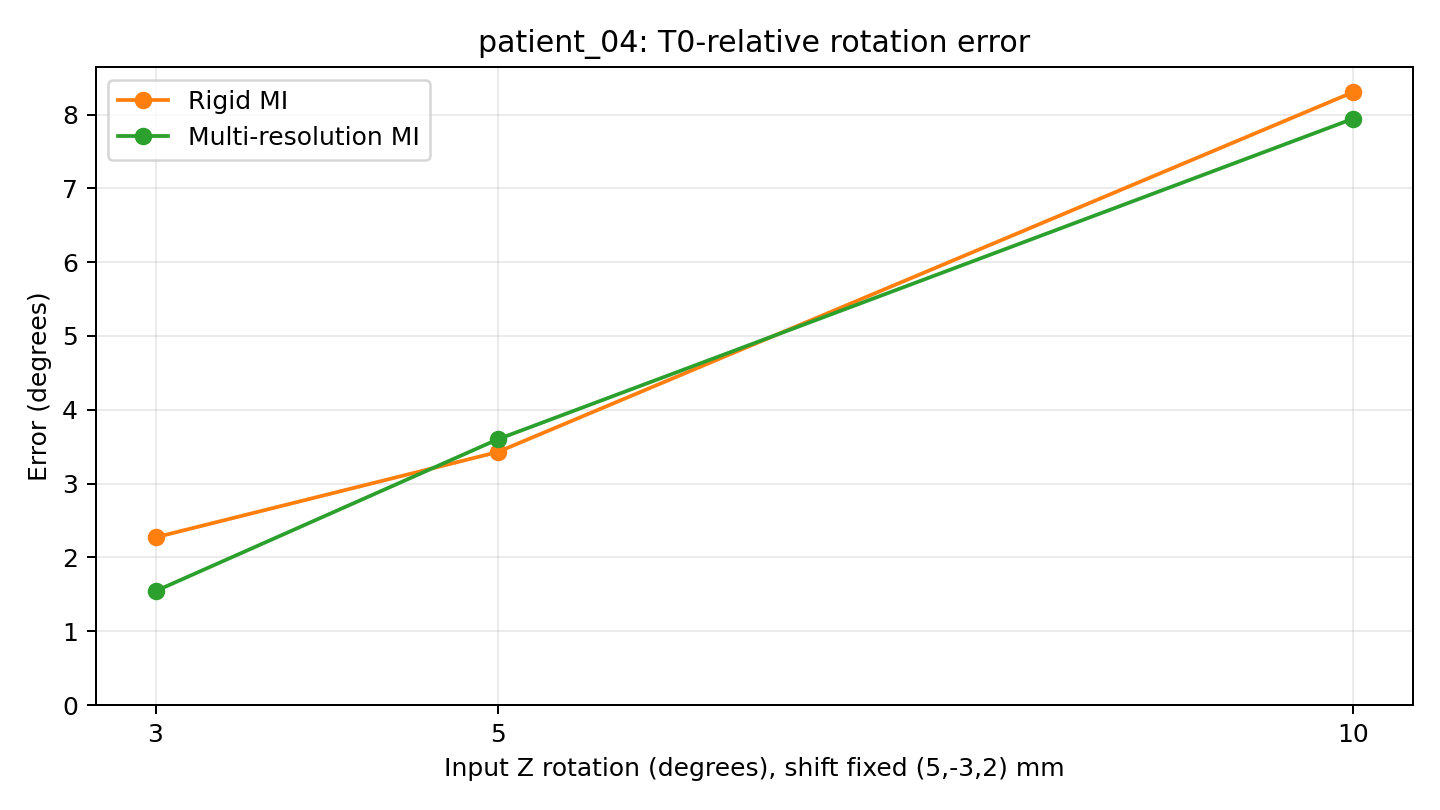 patient_04: T0-relative rotation error
Rigid MI
Multi-resolution MI
Error (degrees)
8
7
6
5
4
3
2
1
0
3
5
10
Input Z rotation (degrees), shift fixed (5,-3,2) mm